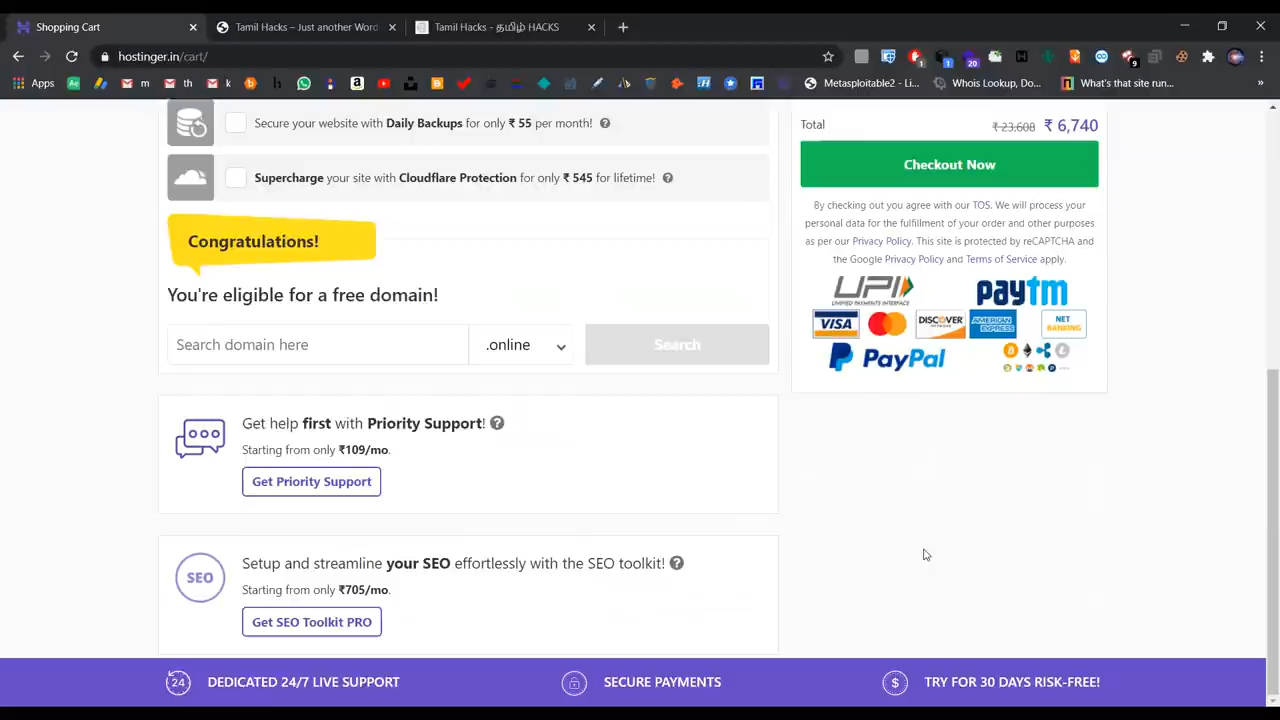 Shopping Cart
Tamil Hacks – Just another Word
Tamil Hacks - தமிழ் HACKS
hostinger.in/cart/
Apps
m
m
th
m
k
Metasploitable2 - Li...
Whois Lookup, Do...
What's that site run...
Secure your website with Daily Backups for only ₹ 55 per month!
Supercharge your site with Cloudflare Protection for only ₹ 545 for lifetime!
Congratulations!
You're eligible for a free domain!
Search domain here
.online
Search
Get help first with Priority Support!
Starting from only ₹109/mo.
Get Priority Support
SEO
Setup and streamline your SEO effortlessly with the SEO toolkit!
Starting from only ₹705/mo.
Get SEO Toolkit PRO
Total ₹ 23,608 ₹ 6,740
Checkout Now
By checking out you agree with our TOS. We will process your
personal data for the fulfillment of your order and other purposes
as per our Privacy Policy. This site is protected by reCAPTCHA and
the Google Privacy Policy and Terms of Service apply.
UPI
UNIFIED PAYMENTS INTERFACE
paytm
VISA
DISCOVER
AMERICAN EXPRESS
NET BANKING
PayPal
24
DEDICATED 24/7 LIVE SUPPORT
SECURE PAYMENTS
TRY FOR 30 DAYS RISK-FREE!